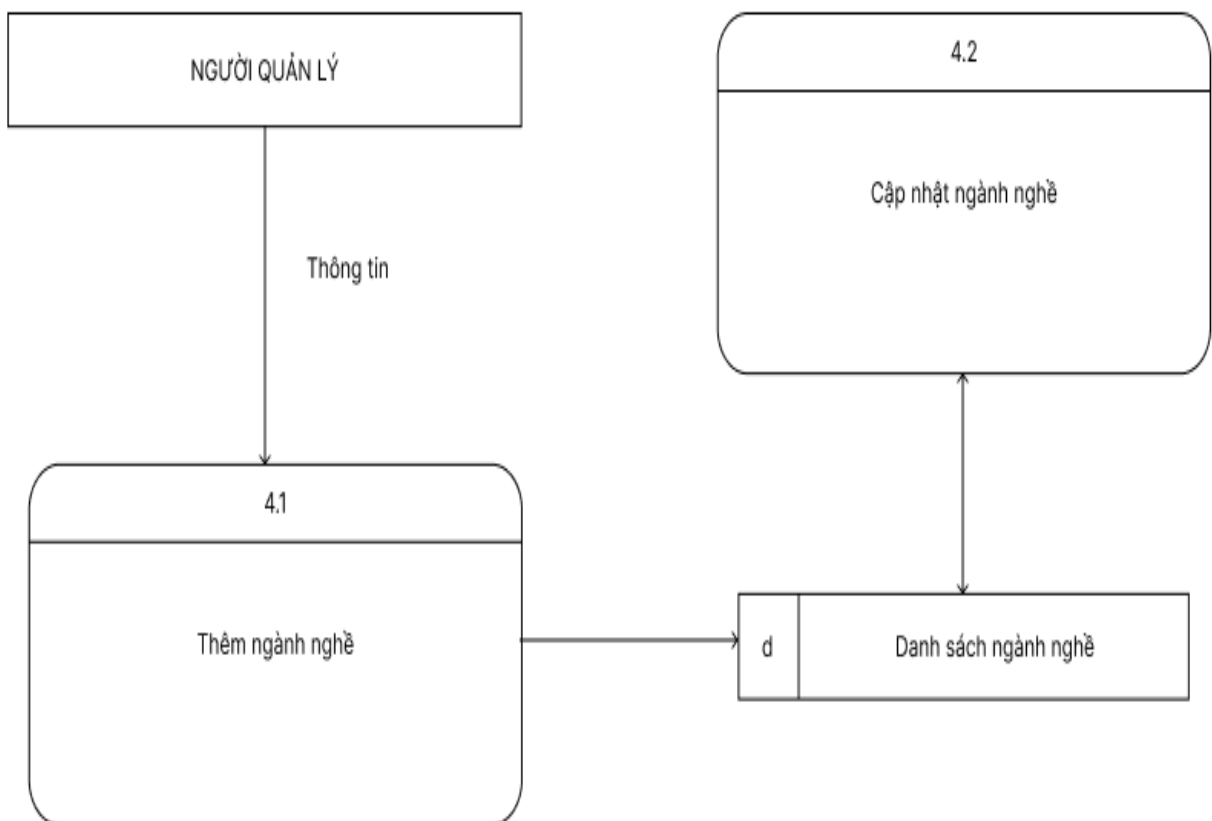 NGƯỜI QUẢN LÝ
4.2
Cập nhật ngành nghề
Thông tin
4.1
Thêm ngành nghề
d
Danh sách ngành nghề